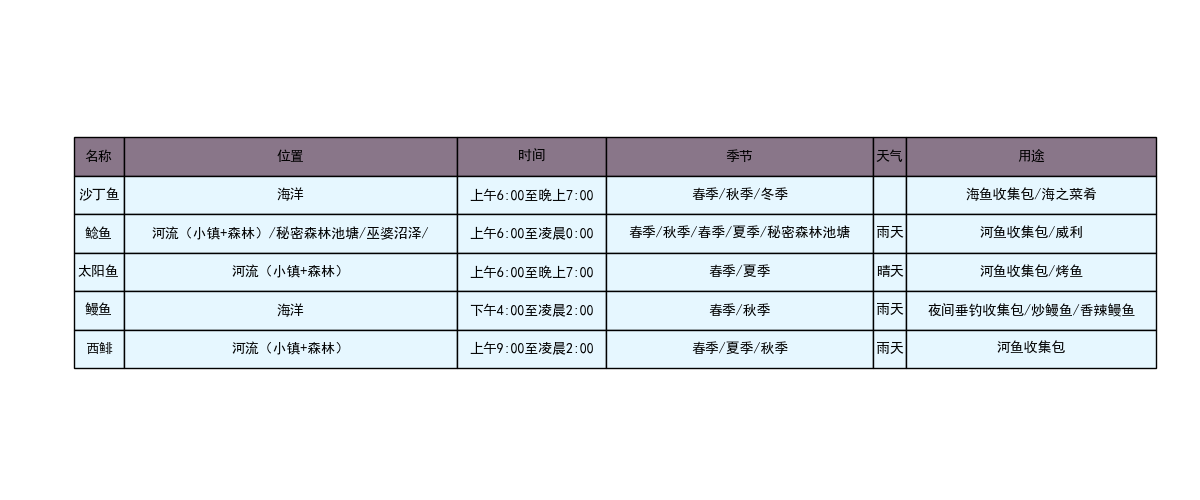 名称 位置 时间 季节 天气 用途
沙丁鱼 海洋 上午6:00至晚上7:00 春季/秋季/冬季 海鱼收集包/海之菜肴
鲶鱼 河流（小镇+森林）/秘密森林池塘/巫婆沼泽/ 上午6:00至凌晨0:00 春季/秋季/春季/夏季/秘密森林池塘 雨天 河鱼收集包/威利
太阳鱼 河流（小镇+森林） 上午6:00至晚上7:00 春季/夏季 晴天 河鱼收集包/烤鱼
鳗鱼 海洋 下午4:00至凌晨2:00 春季/秋季 雨天 夜间垂钓收集包/炒鳗鱼/香辣鳗鱼
西鲱 河流（小镇+森林） 上午9:00至凌晨2:00 春季/夏季/秋季 雨天 河鱼收集包